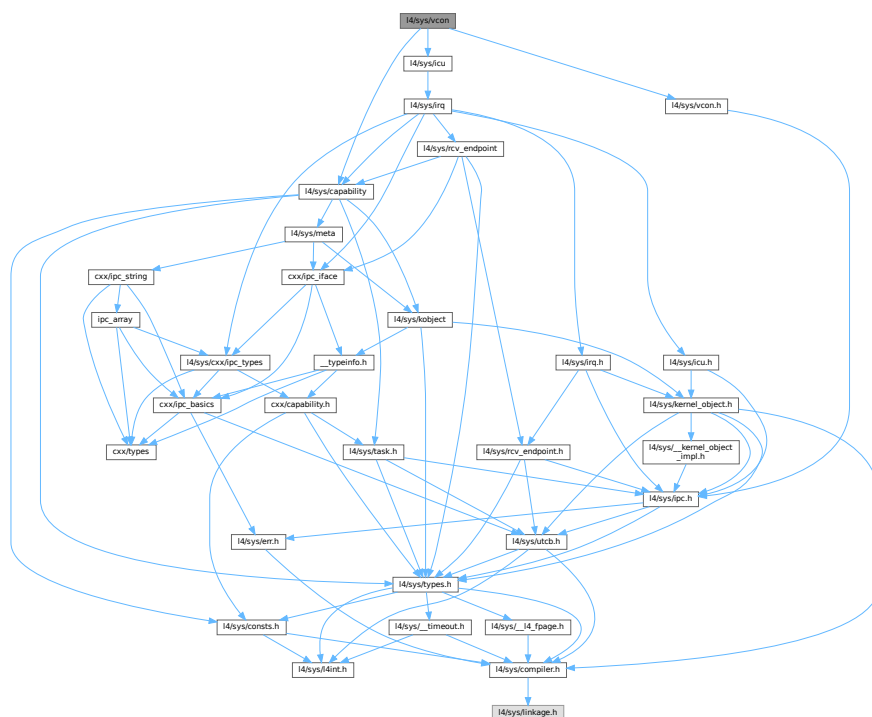 l4/sys/vcon
l4/sys/icu
l4/sys/irq
l4/sys/vcon.h
l4/sys/rcv_endpoint
l4/sys/capability
l4/sys/meta
cxx/ipc_string
cxx/ipc_iface
ipc_array
l4/sys/kobject
l4/sys/cxx/ipc_types
__typeinfo.h
l4/sys/irq.h
l4/sys/icu.h
cxx/ipc_basics
cxx/capability.h
l4/sys/kernel_object.h
cxx/types
l4/sys/task.h
l4/sys/rcv_endpoint.h
l4/sys/__kernel_object
_impl.h
l4/sys/ipc.h
l4/sys/err.h
l4/sys/utcb.h
l4/sys/types.h
l4/sys/consts.h
l4/sys/__timeout.h
l4/sys/__l4_fpage.h
l4/sys/l4int.h
l4/sys/compiler.h
l4/sys/linkage.h